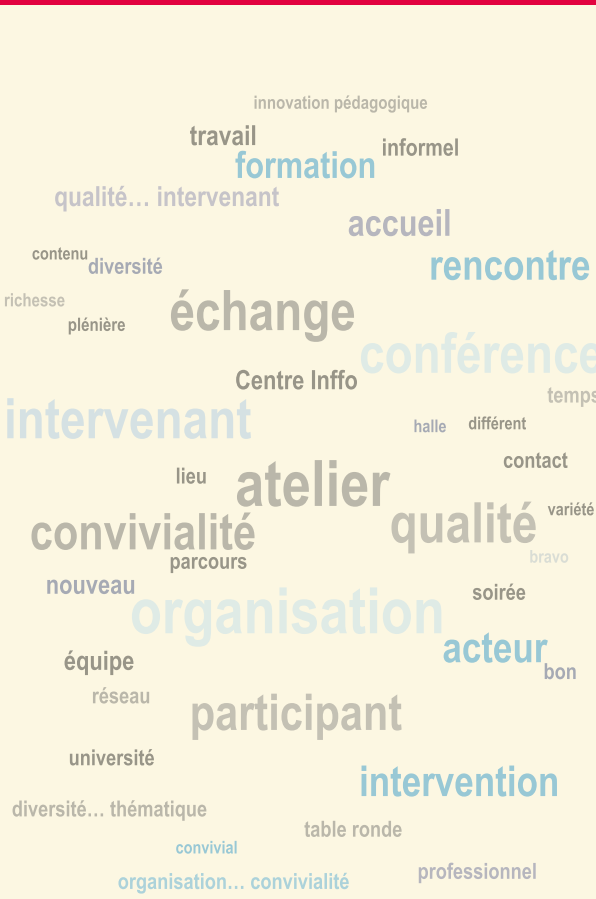 innovation pédagogique
travail
informel
formation
qualité... intervenant
accueil
contenu
diversité
rencontre
richesse
échange
plénière
conférence
Centre Inffo
temps
intervenant
halle
différent
contact
lieu
atelier
variété
qualité
convivialité
parcours
bravo
nouveau
soirée
organisation
acteur
équipe
bon
réseau
participant
université
intervention
diversité... thématique
table ronde
convivial
professionnel
organisation... convivialité